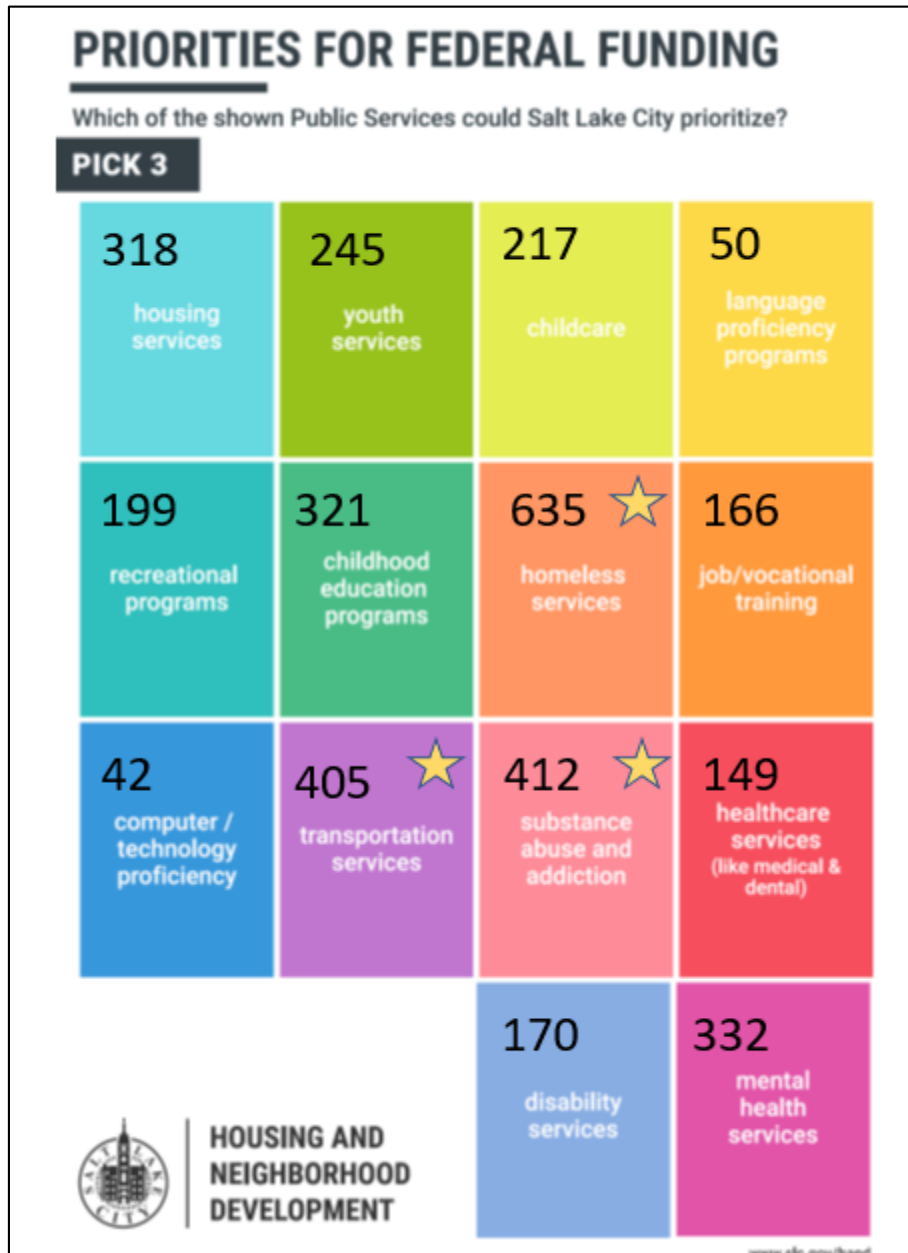 PRIORITIES FOR FEDERAL FUNDING
Which of the shown Public Services could Salt Lake City prioritize?
PICK 3
318
housing
services
245
youth
services
217
childcare
50
language
proficiency
programs
199
recreational
programs
321
childhood
education
programs
635
homeless
services
166
job/vocational
training
42
computer /
technology
proficiency
405
transportation
services
412
substance
abuse and
addiction
149
healthcare
services
(like medical &
dental)
170
disability
services
332
mental
health
services
SALT LAKE
CITY
HOUSING AND
NEIGHBORHOOD
DEVELOPMENT